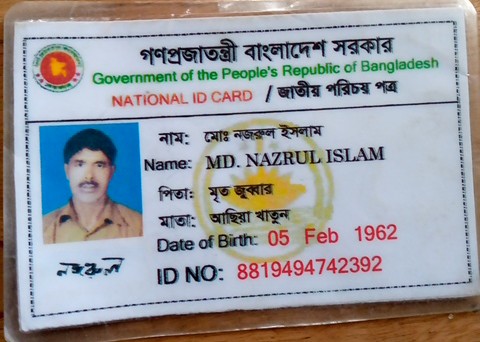 গণপ্রজাতন্ত্রী বাংলাদেশ সরকার
Government of the People's Republic of Bangladesh
NATIONAL ID CARD / জাতীয় পরিচয় পত্র
নাম: মোঃ নজরুল ইসলাম
Name: MD. NAZRUL ISLAM
পিতা: মৃত জুব্বার
মাতা: আছিয়া খাতুন
Date of Birth: 05 Feb 1962
ID NO: 8819494742392
নজরুল